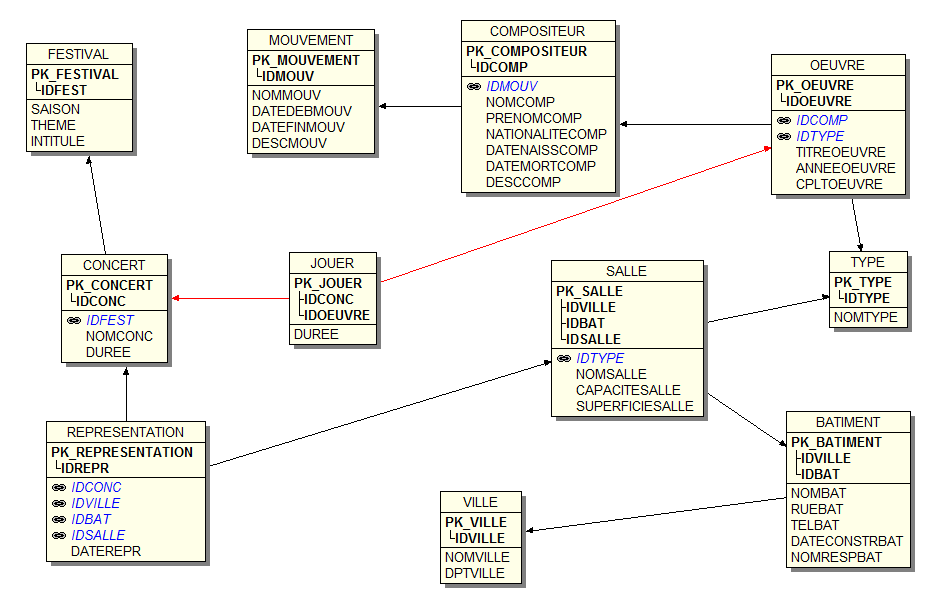 FESTIVAL
PK_FESTIVAL
IDFEST
SAISON
THEME
INTITULE
MOUVEMENT
PK_MOUVEMENT
IDMOUV
NOMMOUV
DATEDEBMOUV
DATEFINMOUV
DESCMOUV
COMPOSITEUR
PK_COMPOSITEUR
IDCOMP
IDMOUV
NOMCOMP
PRENOMCOMP
NATIONALITECOMP
DATENAISSCOMP
DATEMORTCOMP
DESCCOMP
OEUVRE
PK_OEUVRE
IDOEUVRE
IDCOMP
IDTYPE
TITREOEUVRE
ANNEEOEUVRE
CPLTOEUVRE
CONCERT
PK_CONCERT
IDCONC
IDFEST
NOMCONC
DUREE
JOUER
PK_JOUER
IDCONC
IDOEUVRE
DUREE
SALLE
PK_SALLE
IDVILLE
IDBAT
IDSALLE
IDTYPE
NOMSALLE
CAPACITESALLE
SUPERFICIESALLE
TYPE
PK_TYPE
IDTYPE
NOMTYPE
REPRESENTATION
PK_REPRESENTATION
IDREPR
IDCONC
IDVILLE
IDBAT
IDSALLE
DATEREPR
VILLE
PK_VILLE
IDVILLE
NOMVILLE
DPTVILLE
BATIMENT
PK_BATIMENT
IDVILLE
IDBAT
NOMBAT
RUEBAT
TELBAT
DATECONSTRBAT
NOMRESPBAT